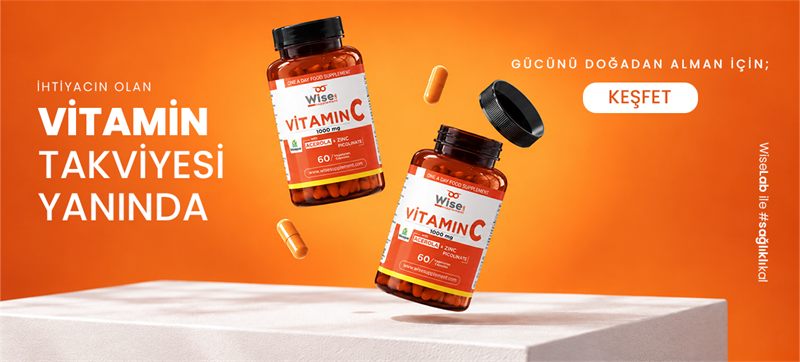 İHTİYACIN OLAN
VİTAMİN
TAKVİYESİ
YANINDA
ONE A DAY FOOD SUPPLEMENT
Wise
VİTAMIN C
1000 mg
ACEROLA + ZINC
PICOLINATE
60
www.wisesupplement.com
ONE A DAY FOOD SUPPLEMENT
Wise
VİTAMIN C
1000 mg
ACEROLA + ZINC
PICOLINATE
60
www.wisesupplement.com
GÜCÜNÜ DOĞADAN ALMAN İÇİN;
KEŞFET
WiseLab ile #sağlıklıkal